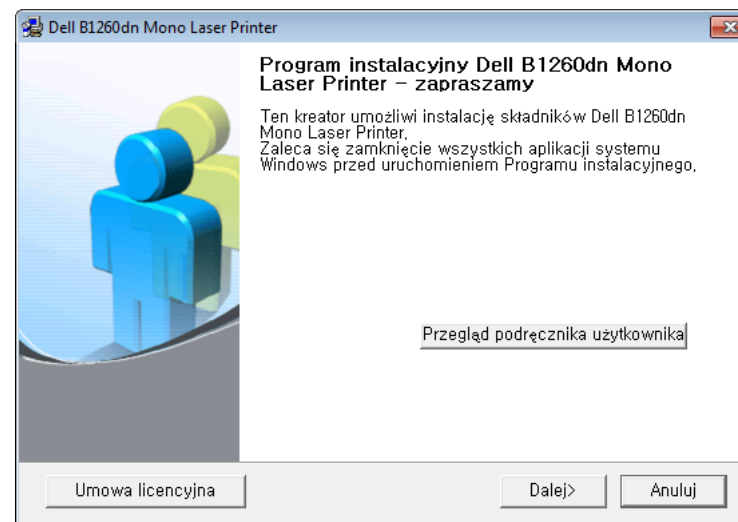 Dell B1260dn Mono Laser Printer
Program instalacyjny Dell B1260dn Mono
Laser Printer – zapraszamy
Ten kreator umożliwi instalację składników Dell B1260dn
Mono Laser Printer,
Zaleca się zamknięcie wszystkich aplikacji systemu
Windows przed uruchomieniem Programu instalacyjnego,
Przegląd podręcznika użytkownika
Umowa licencyjna
Dalej>
Anuluj